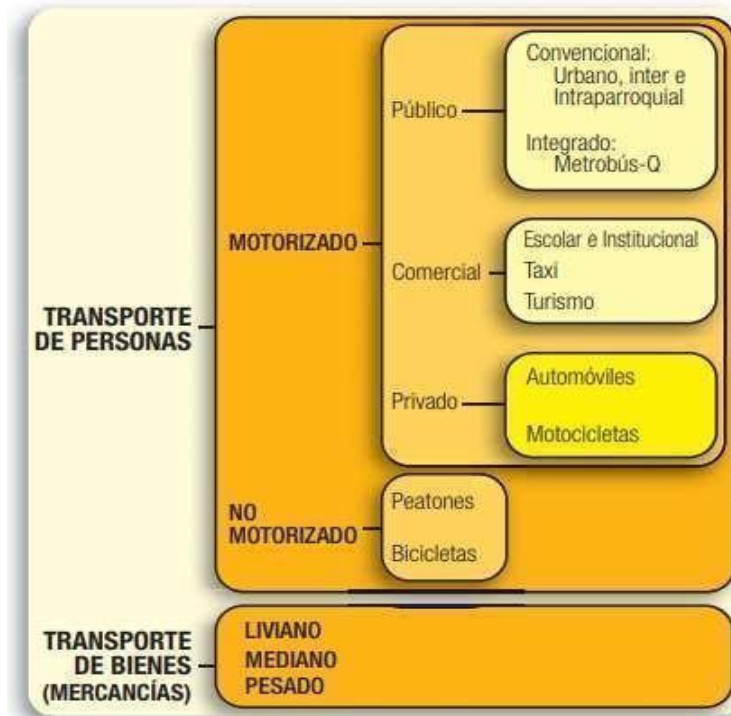 TRANSPORTE
DE PERSONAS
MOTORIZADO
Público
Convencional:
Urbano, inter e
Intraparroquial
Integrado:
Metrobús-Q
Comercial
Escolar e Institucional
Taxi
Turismo
Privado
Automóviles
Motocicletas
NO
MOTORIZADO
Peatones
Bicicletas
TRANSPORTE
DE BIENES
(MERCANCÍAS)
LIVIANO
MEDIANO
PESADO